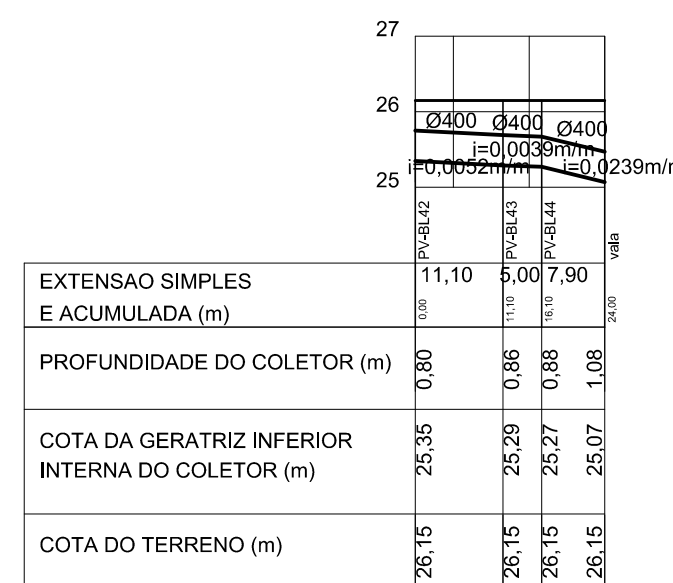 27
26
25
Ø400 Ø400 Ø400
i=0,0052m/m i=0,0039m/m i=0,0239m/
PV-BL42 PV-BL43 PV-BL44 vala
EXTENSAO SIMPLES 11,10 5,00 7,90
E ACUMULADA (m) 0,00 11,10 16,10 24,00
PROFUNDIDADE DO COLETOR (m) 0,80 0,86 0,88 1,08
COTA DA GERATRIZ INFERIOR
INTERNA DO COLETOR (m) 25,35 25,29 25,27 25,07
COTA DO TERRENO (m) 26,15 26,15 26,15 26,15